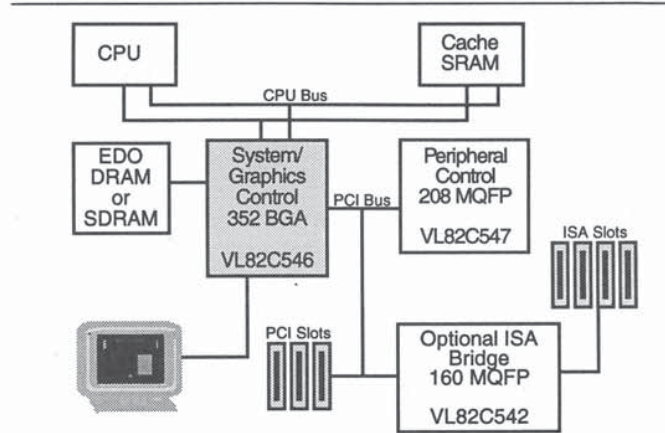 CPU
Cache
SRAM
CPU Bus
EDO
DRAM
or
SDRAM
System/
Graphics
Control
352 BGA
VL82C546
PCI Bus
Peripheral
Control
208 MQFP
VL82C547
ISA Slots
PCI Slots
Optional ISA
Bridge
160 MQFP
VL82C542